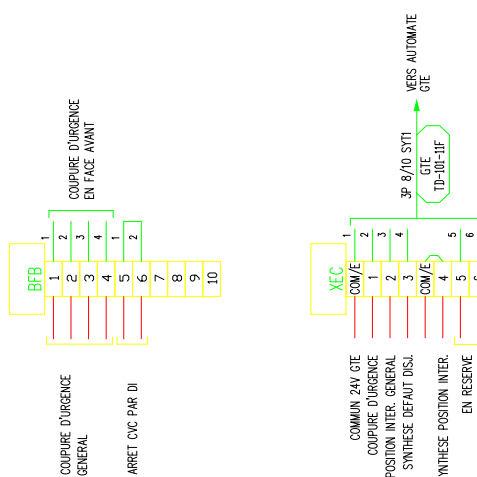 COUPURE D'URGENCE
EN FACE AVANT
1
2
3
4
1
2
BFB
1
2
3
4
5
6
7
8
9
10
COUPURE D'URGENCE
GENERAL
ARRET CVC PAR DI
VERS AUTOMATE
GTE
3P 8/10 SYT1
GTE
TD-101-11F
1
2
3
4
5
6
XEC
COM/E
1
2
3
COM/E
4
5
COMMUN 24V GTE
COUPURE D'URGENCE
POSITION INTER. GENERAL
SYNTHESE DEFAUT DISJ.
YNTHESE POSITION INTER.
EN RESERVE